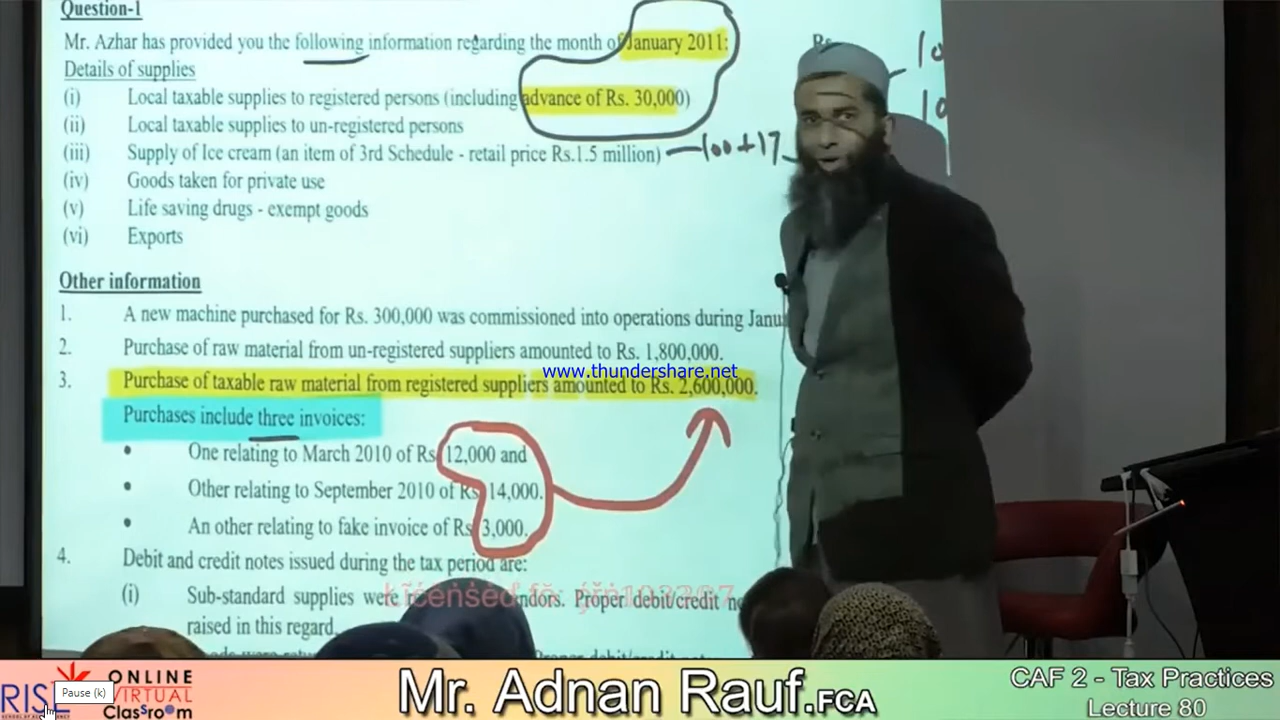 Question-1
Mr. Azhar has provided you the following information regarding the month of January 2011: Rs.
Details of supplies
(i) Local taxable supplies to registered persons (including advance of Rs. 30,000)
(ii) Local taxable supplies to un-registered persons
(iii) Supply of Ice cream (an item of 3rd Schedule - retail price Rs.1.5 million) 100+17
(iv) Goods taken for private use
(v) Life saving drugs - exempt goods
(vi) Exports
Other information
1. A new machine purchased for Rs. 300,000 was commissioned into operations during
2. Purchase of raw material from un-registered suppliers amounted to Rs. 1,800,000.
www.thundershare.net
3. Purchase of taxable raw material from registered suppliers amounted to Rs. 2,600,000.
Purchases include three invoices:
• One relating to March 2010 of Rs 12,000 and
• Other relating to September 2010 of Rs 14,000.
• An other relating to fake invoice of Rs 3,000.
4. Debit and credit notes issued during the tax period are:
(i) Sub-standard supplies were Proper debit/credit
raised in this regard.
Proper debit/credit
RISE
Pause (k)
ONLINE
VIRTUAL
Classroom
Mr. Adnan Rauf.FCA
CAF 2 - Tax Practices
Lecture 80